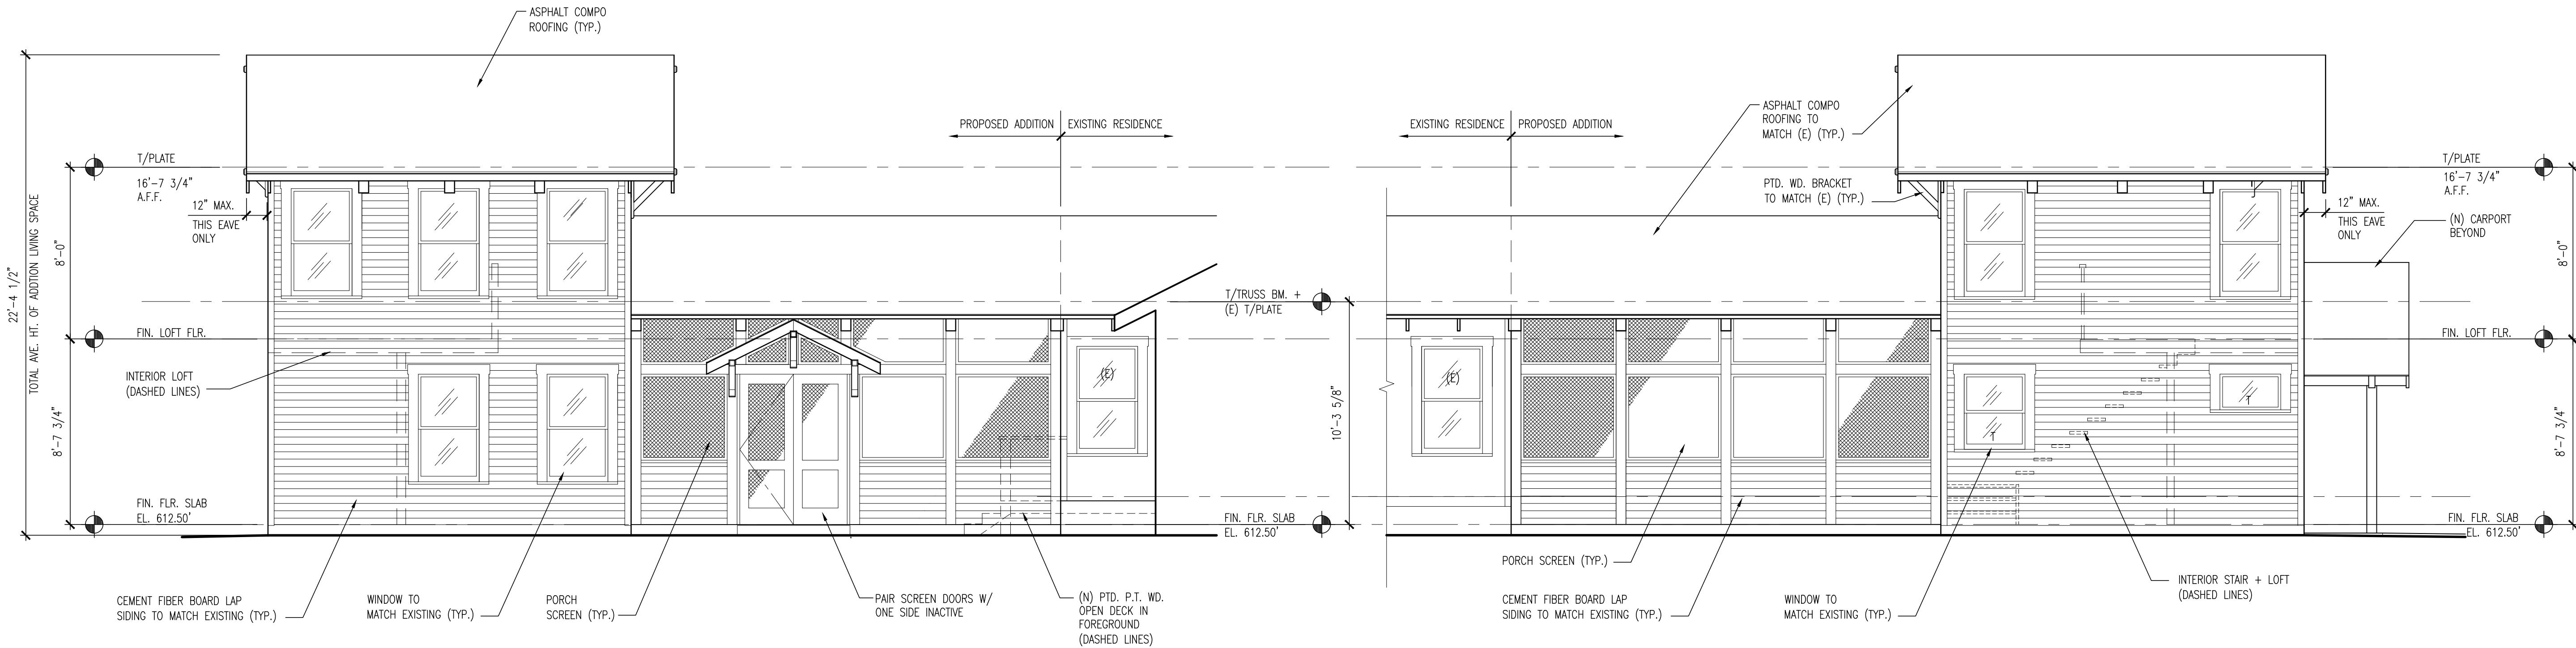 ASPHALT COMPO
ROOFING (TYP.)
PROPOSED ADDITION
EXISTING RESIDENCE
T/PLATE
16'-7 3/4"
A.F.F.
12" MAX.
THIS EAVE
ONLY
22'-4 1/2"
TOTAL AVE. HT. OF ADDTION LIVING SPACE
8'-0"
8'-7 3/4"
FIN. LOFT FLR.
INTERIOR LOFT
(DASHED LINES)
FIN. FLR. SLAB
EL. 612.50'
(E)
T/TRUSS BM. +
(E) T/PLATE
10'-3 5/8"
FIN. FLR. SLAB
EL. 612.50'
CEMENT FIBER BOARD LAP
SIDING TO MATCH EXISTING (TYP.)
WINDOW TO
MATCH EXISTING (TYP.)
PORCH
SCREEN (TYP.)
PAIR SCREEN DOORS W/
ONE SIDE INACTIVE
(N) PTD. P.T. WD.
OPEN DECK IN
FOREGROUND
(DASHED LINES)
EXISTING RESIDENCE
PROPOSED ADDITION
ASPHALT COMPO
ROOFING TO
MATCH (E) (TYP.)
PTD. WD. BRACKET
TO MATCH (E) (TYP.)
T/PLATE
16'-7 3/4"
A.F.F.
12" MAX.
THIS EAVE
ONLY
(N) CARPORT
BEYOND
8'-0"
FIN. LOFT FLR.
8'-7 3/4"
(E)
T
T
FIN. FLR. SLAB
EL. 612.50'
PORCH SCREEN (TYP.)
CEMENT FIBER BOARD LAP
SIDING TO MATCH EXISTING (TYP.)
WINDOW TO
MATCH EXISTING (TYP.)
INTERIOR STAIR + LOFT
(DASHED LINES)